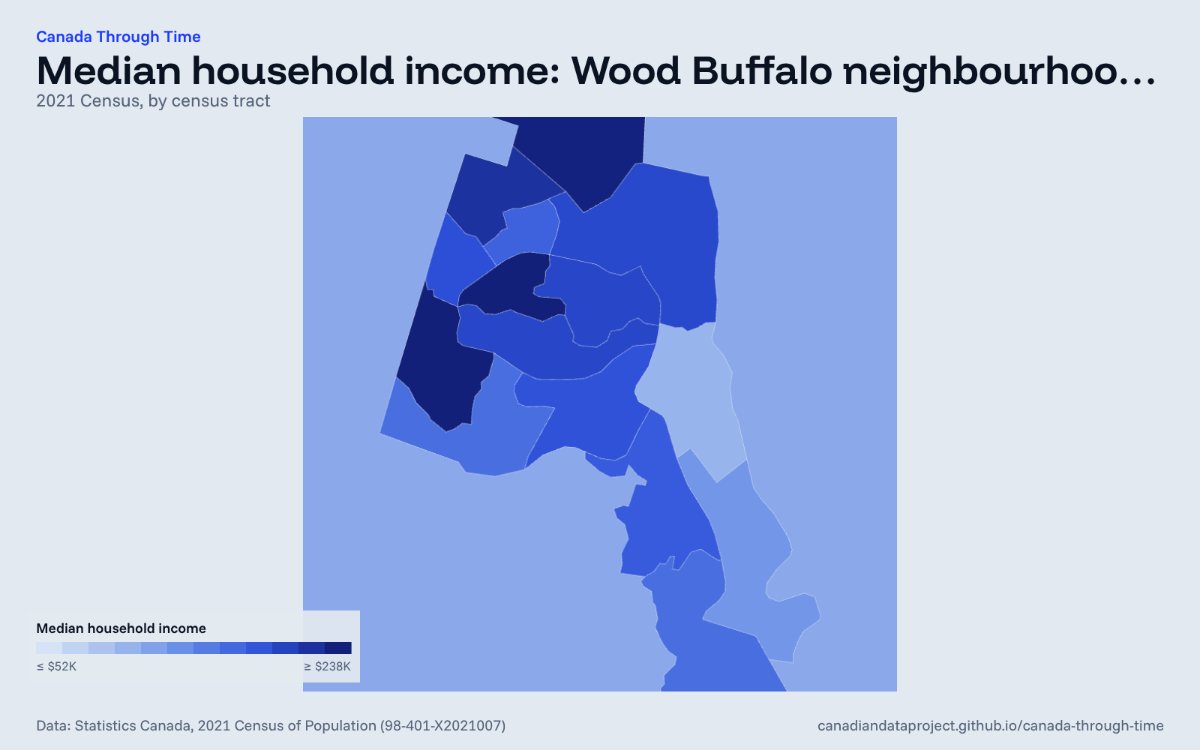 Canada Through Time
Median household income: Wood Buffalo neighbourhoo…
2021 Census, by census tract
Median household income
≤ $52K ≥ $238K
Data: Statistics Canada, 2021 Census of Population (98-401-X2021007) canadiandataproject.github.io/canada-through-time